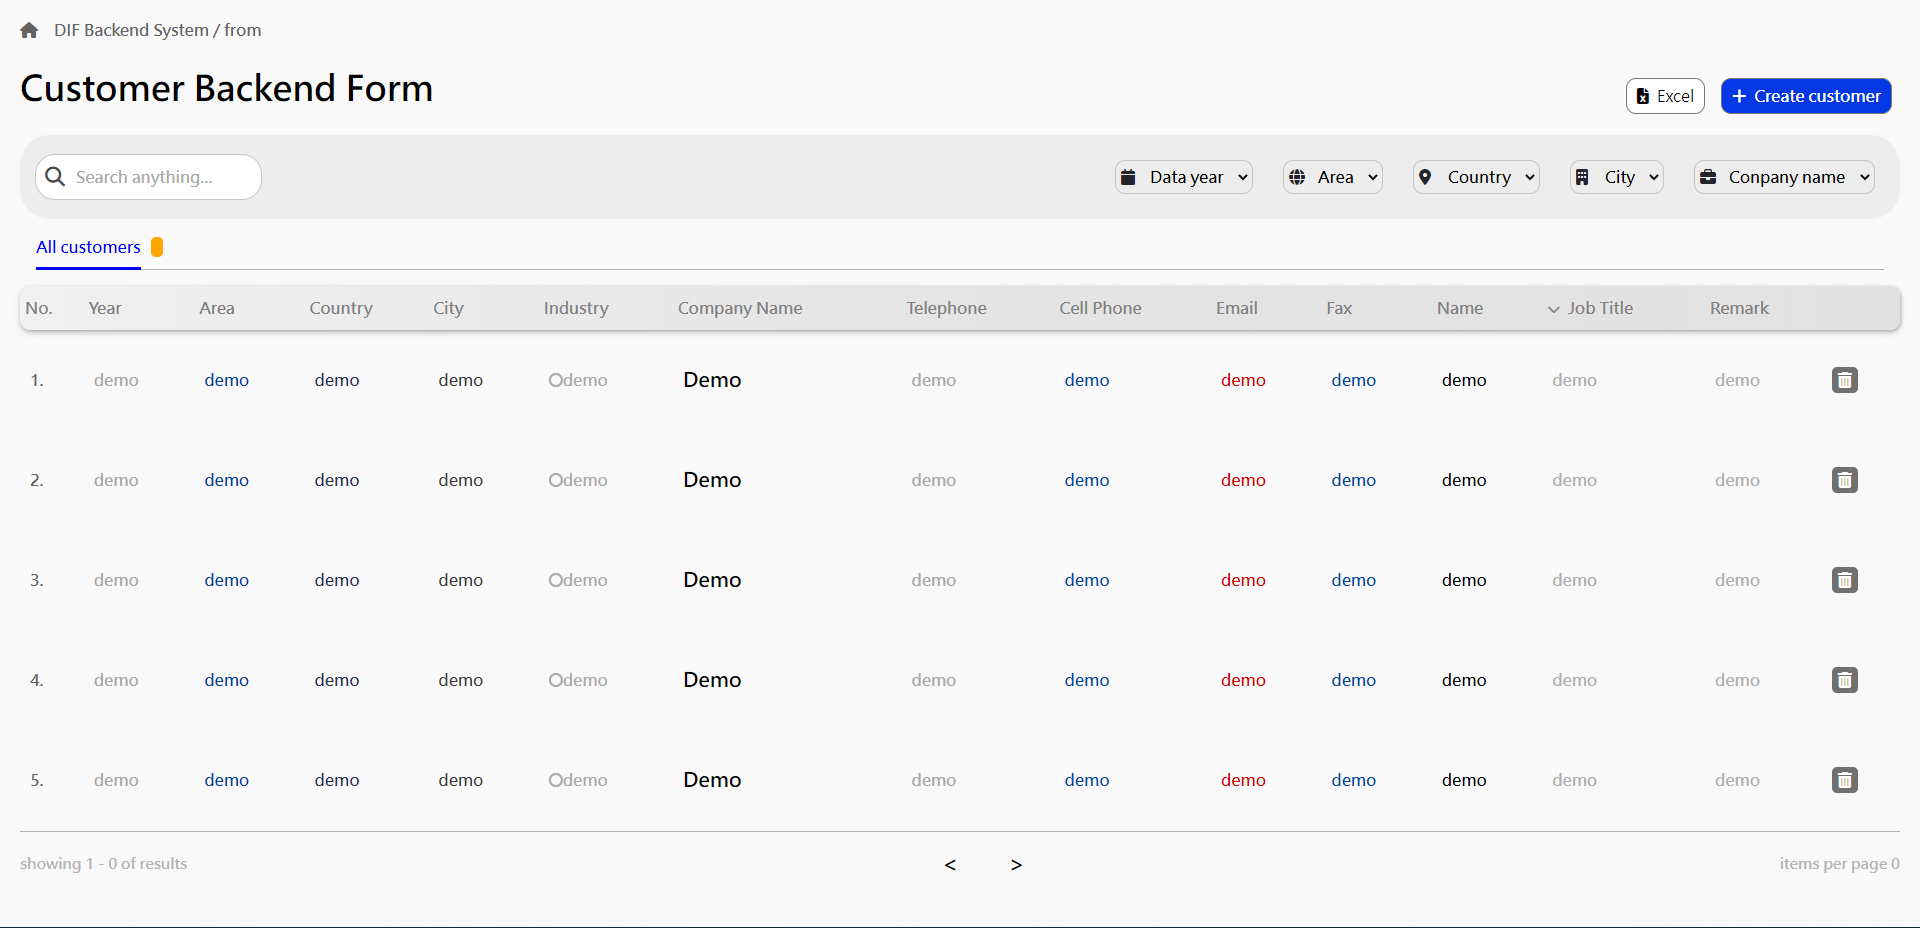 DIF Backend System / from
Customer Backend Form
Excel + Create customer
Search anything... Data year Area Country City Conpany name
All customers
No. Year Area Country City Industry Company Name Telephone Cell Phone Email Fax Name Job Title Remark
1. demo demo demo demo demo Demo demo demo demo demo demo demo demo
2. demo demo demo demo demo Demo demo demo demo demo demo demo demo
3. demo demo demo demo demo Demo demo demo demo demo demo demo demo
4. demo demo demo demo demo Demo demo demo demo demo demo demo demo
5. demo demo demo demo demo Demo demo demo demo demo demo demo demo
showing 1 - 0 of results < > items per page 0